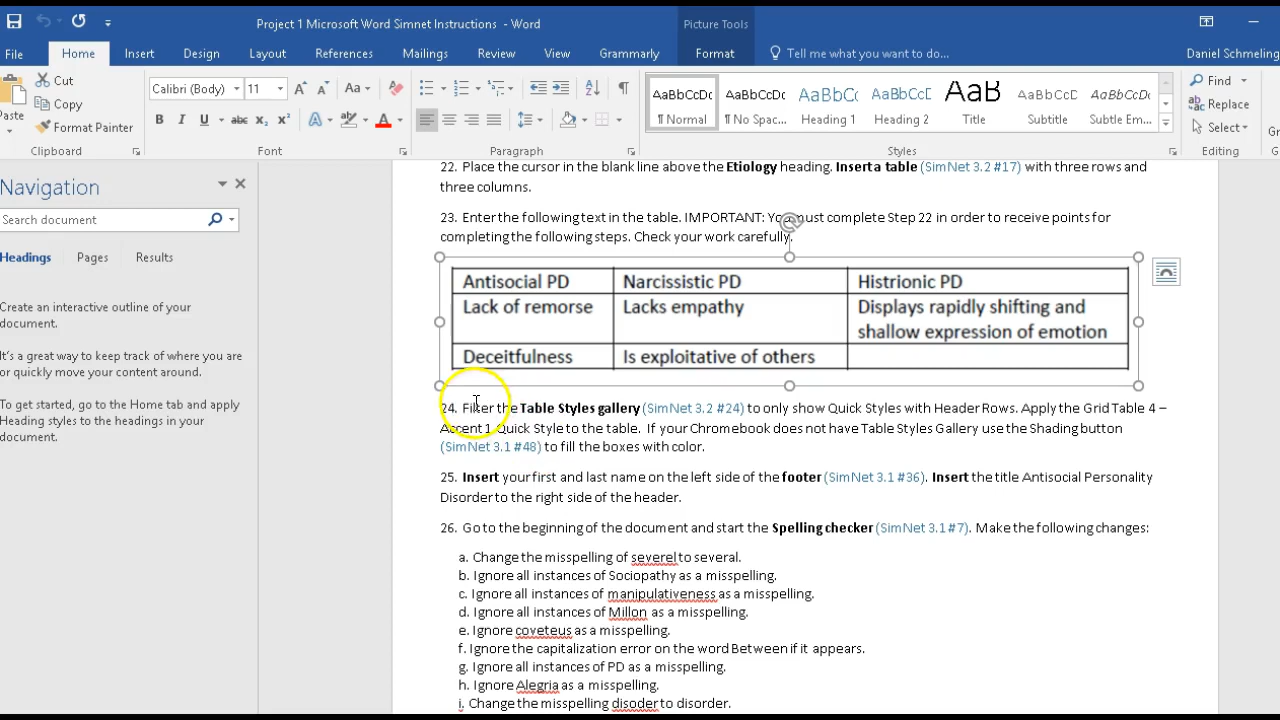 Project 1 Microsoft Word Simnet Instructions - Word
Picture Tools
File Home Insert Design Layout References Mailings Review View Grammarly Format Tell me what you want to do... Daniel Schmeling
Cut
Copy
Paste
Format Painter
Clipboard
Calibri (Body) 11
Font
Paragraph
AaBbCcDc AaBbCcDc AaBbCc AaBbCcC AaB AaBbCcC AaBbCcC
¶ Normal ¶ No Spac... Heading 1 Heading 2 Title Subtitle Subtle Em...
Styles
Find
Replace
Select
Editing
Navigation
Search document
Headings Pages Results
Create an interactive outline of your
document.
It's a great way to keep track of where you are
or quickly move your content around.
To get started, go to the Home tab and apply
Heading styles to the headings in your
document.
22. Place the cursor in the blank line above the Etiology heading. Insert a table (SimNet 3.2 #17) with three rows and
three columns.
23. Enter the following text in the table. IMPORTANT: You must complete Step 22 in order to receive points for
completing the following steps. Check your work carefully.
Antisocial PD Narcissistic PD Histrionic PD
Lack of remorse Lacks empathy Displays rapidly shifting and
shallow expression of emotion
Deceitfulness Is exploitative of others
24. Filter the Table Styles gallery (SimNet 3.2 #24) to only show Quick Styles with Header Rows. Apply the Grid Table 4 –
Accent 1 Quick Style to the table. If your Chromebook does not have Table Styles Gallery use the Shading button
(SimNet 3.1 #48) to fill the boxes with color.
25. Insert your first and last name on the left side of the footer (SimNet 3.1 #36). Insert the title Antisocial Personality
Disorder to the right side of the header.
26. Go to the beginning of the document and start the Spelling checker (SimNet 3.1 #7). Make the following changes:
a. Change the misspelling of severel to several.
b. Ignore all instances of Sociopathy as a misspelling.
c. Ignore all instances of manipulativeness as a misspelling.
d. Ignore all instances of Millon as a misspelling.
e. Ignore coveteus as a misspelling.
f. Ignore the capitalization error on the word Between if it appears.
g. Ignore all instances of PD as a misspelling.
h. Ignore Alegria as a misspelling.
i. Change the misspelling disoder to disorder.